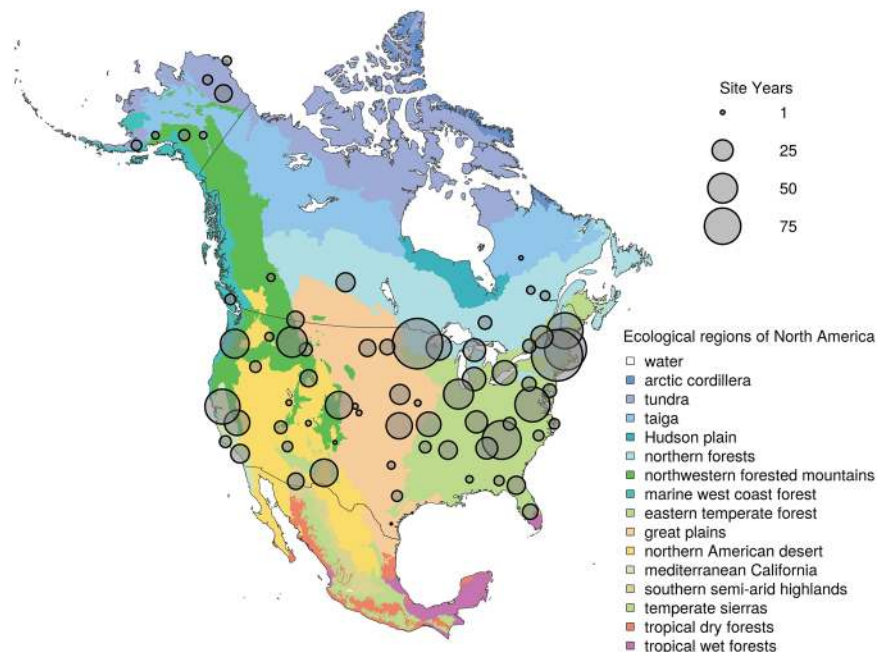 Site Years
1
25
50
75
Ecological regions of North America
water
arctic cordillera
tundra
taiga
Hudson plain
northern forests
northwestern forested mountains
marine west coast forest
eastern temperate forest
great plains
northern American desert
mediterranean California
southern semi-arid highlands
temperate sierras
tropical dry forests
tropical wet forests